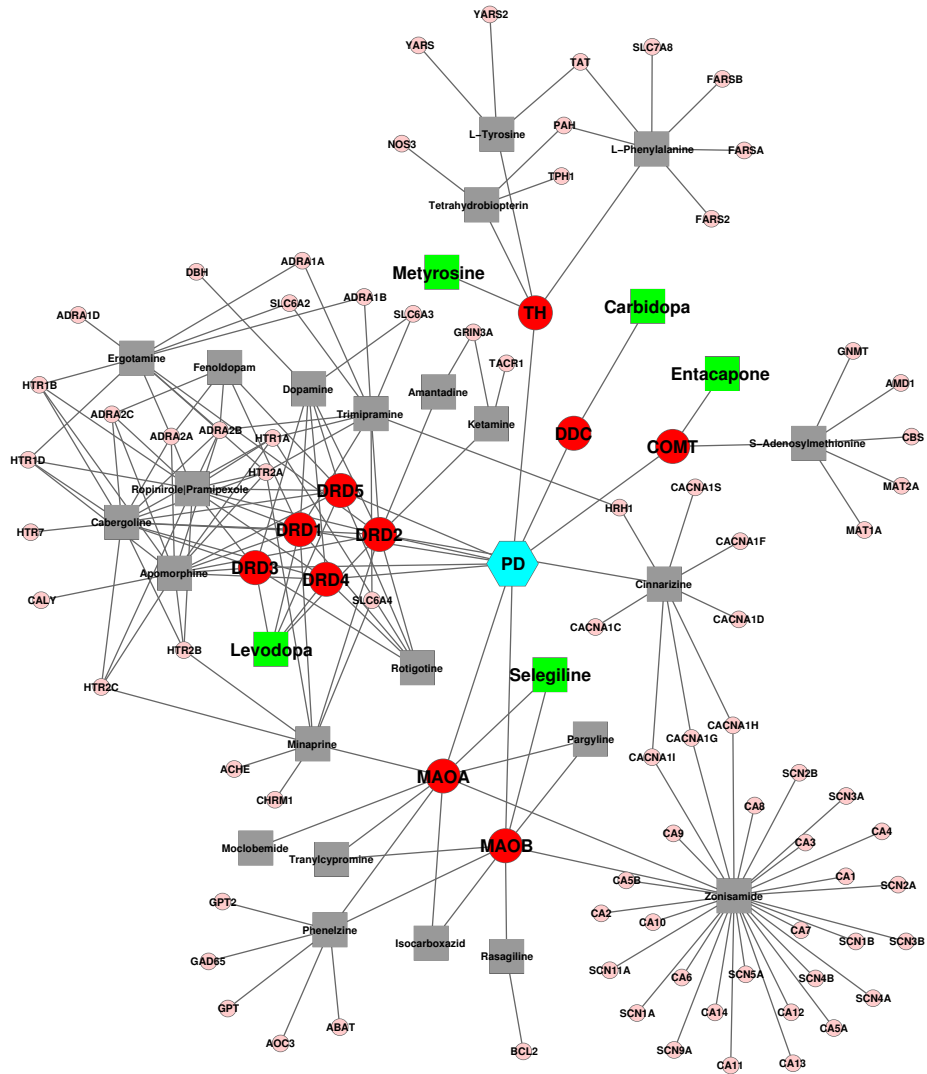 YARS2
YARS
SLC7A8
TAT
FARSB
L−Tyrosine
PAH
L−Phenylalanine
FARSA
NOS3
TPH1
Tetrahydrobiopterin
FARS2
ADRA1A
DBH
Metyrosine
ADRA1B
SLC6A2
Carbidopa
TH
SLC6A3
ADRA1D
GRIN3A
GNMT
Ergotamine
Fenoldopam
TACR1
Entacapone
HTR1B
Dopamine
Amantadine
AMD1
ADRA2C
Trimipramine
Ketamine
DDC
ADRA2A
ADRA2B
HTR1A
COMT
S−Adenosylmethionine
CBS
HTR1D
HTR2A
Ropinirole|Pramipexole
DRD5
CACNA1S
MAT2A
HRH1
Cabergoline
HTR7
DRD1
DRD2
MAT1A
CACNA1F
Apomorphine
DRD3
DRD4
PD
Cinnarizine
CALY
SLC6A4
CACNA1C
CACNA1D
HTR2B
Levodopa
Rotigotine
Selegiline
HTR2C
Minaprine
Pargyline
CACNA1H
CACNA1G
CACNA1I
ACHE
MAOA
SCN2B
CHRM1
SCN3A
CA8
CA9
CA3
CA4
Moclobemide
Tranylcypromine
MAOB
CA5B
CA1
SCN2A
Zonisamide
GPT2
CA2
CA10
Phenelzine
CA7
Isocarboxazid
SCN1B
SCN3B
Rasagiline
GAD65
SCN11A
CA6
SCN5A
SCN4B
SCN4A
GPT
SCN1A
CA14
CA12
CA5A
ABAT
AOC3
BCL2
SCN9A
CA11
CA13